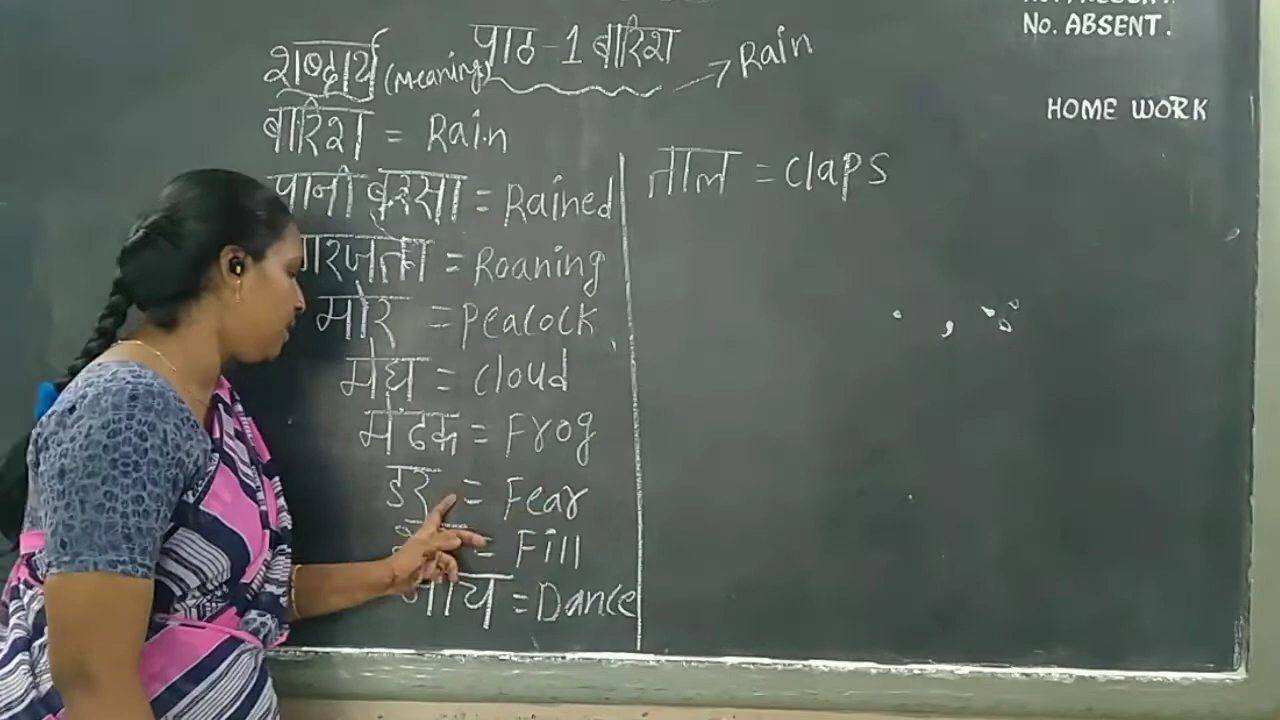 No. ABSENT.
HOME WORK
पाठ-1 बारिश → Rain
शब्दार्थ (Meaning)
बारिश = Rain
पानी बरसा = Rained
गरजता = Roaning
मोर = Peacock
मेघ = cloud
मेंढक = Frog
डर = Fear
= Fill
नाच = Dance
ताल = claps